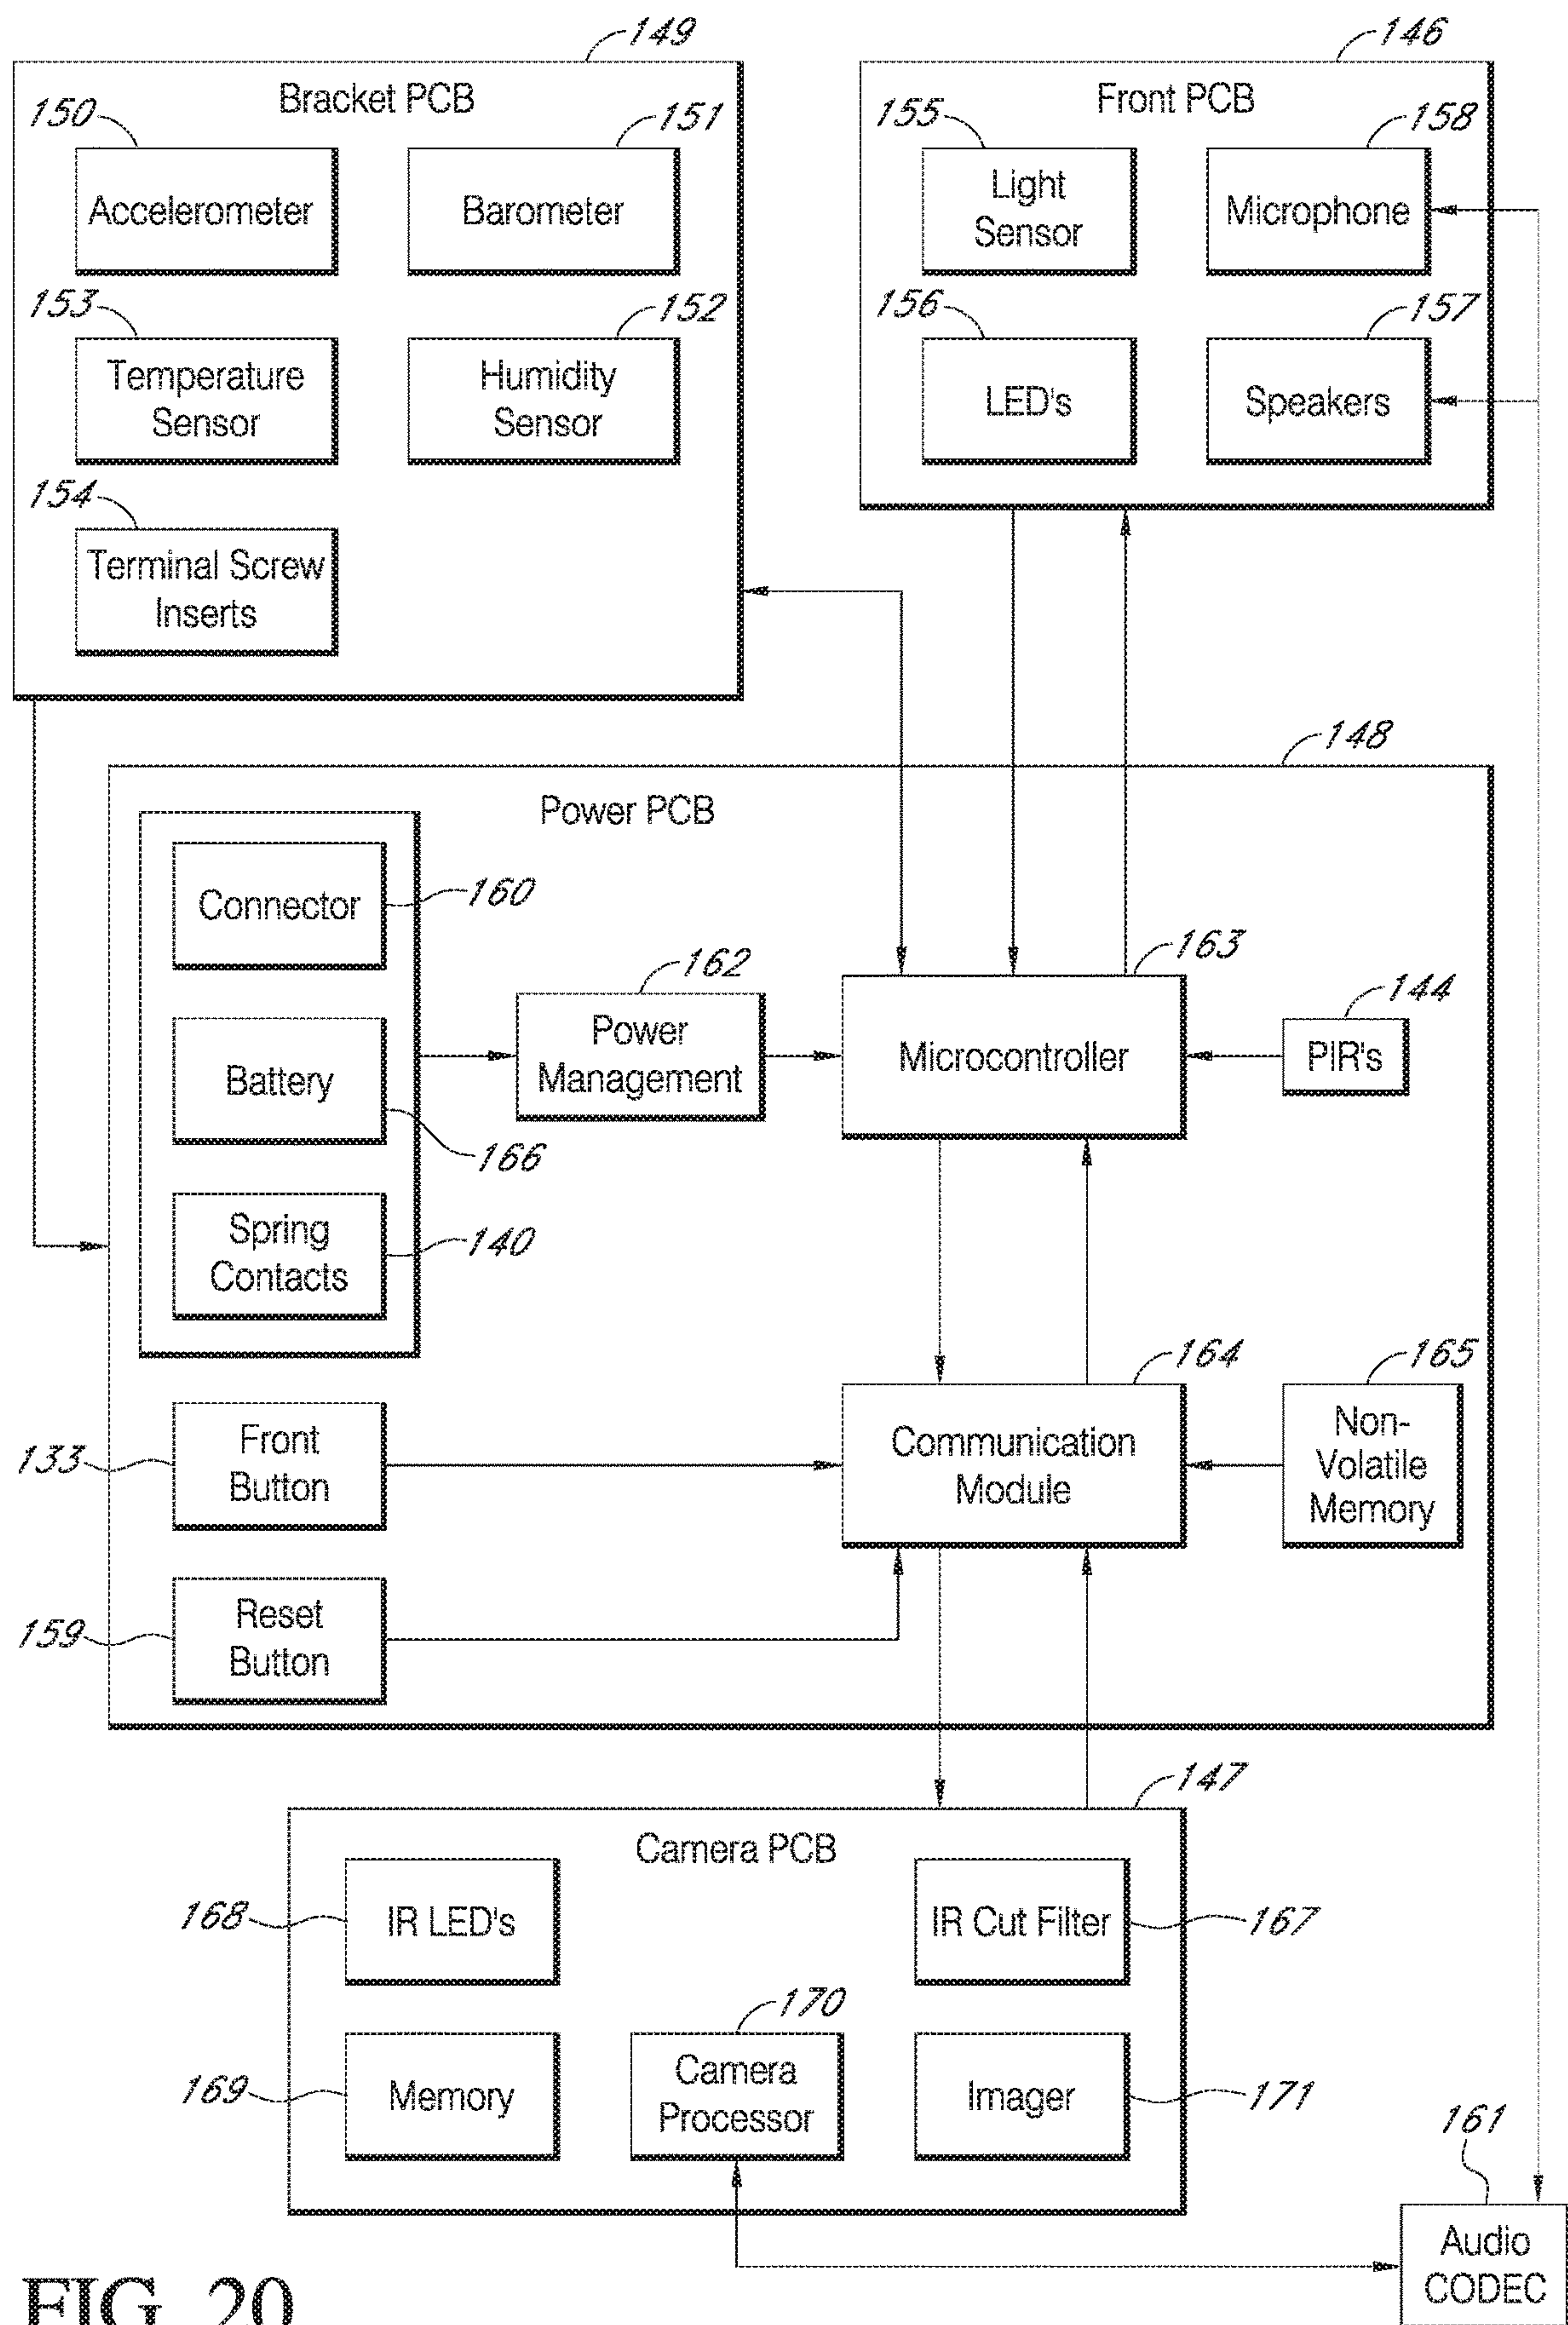 149
146
Bracket PCB
Front PCB
150
151
155
158
Accelerometer
Barometer
Light
Sensor
Microphone
153
152
156
157
Temperature
Sensor
Humidity
Sensor
LED's
Speakers
154
Terminal Screw
Inserts
148
Power PCB
Connector
160
162
163
144
Power
Management
Microcontroller
PIR's
Battery
166
Spring
Contacts
140
164
165
133
Front
Button
Communication
Module
Non-
Volatile
Memory
159
Reset
Button
147
Camera PCB
168
IR LED's
IR Cut Filter
167
170
169
Memory
Camera
Processor
Imager
171
161
Audio
CODEC
FIG. 20